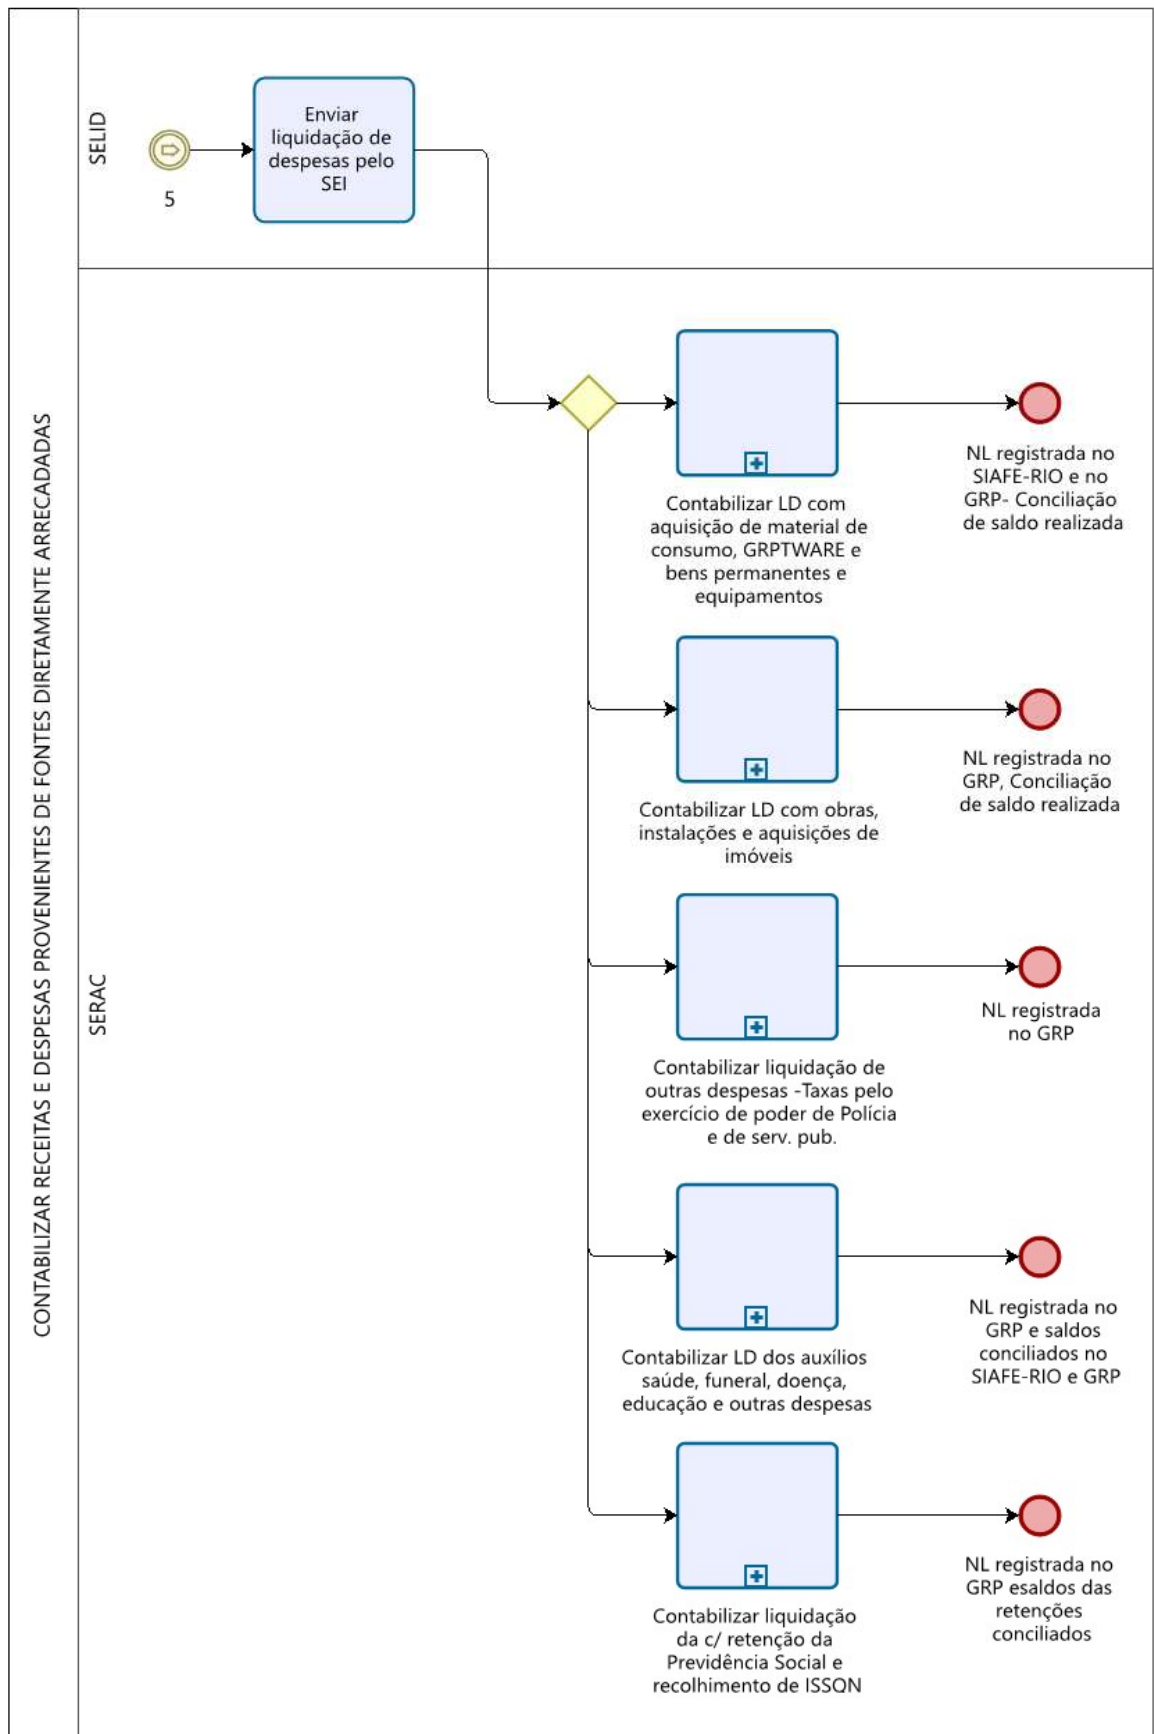 CONTABILIZAR RECEITAS E DESPESAS PROVENIENTES DE FONTES DIRETAMENTE ARRECADADAS
SELID
5
Enviar
liquidação de
despesas pelo
SEI
SERAC
Contabilizar LD com
aquisição de material de
consumo, GRPTWARE e
bens permanentes e
equipamentos
NL registrada no
SIAFE-RIO e no
GRP- Conciliação
de saldo realizada
Contabilizar LD com obras,
instalações e aquisições de
imóveis
NL registrada no
GRP, Conciliação
de saldo realizada
Contabilizar liquidação de
outras despesas -Taxas pelo
exercício de poder de Polícia
e de serv. pub.
NL registrada
no GRP
Contabilizar LD dos auxílios
saúde, funeral, doença,
educação e outras despesas
NL registrada no
GRP e saldos
conciliados no
SIAFE-RIO e GRP
Contabilizar liquidação
da c/ retenção da
Previdência Social e
recolhimento de ISSQN
NL registrada no
GRP esaldos das
retenções
conciliados